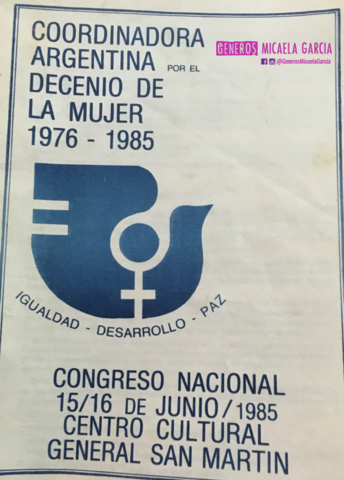 GENEROS MICAELA GARCIA
@GenerosMicaelaGarcia
COORDINADORA
ARGENTINA POR EL
DECENIO DE
LA MUJER
1976 - 1985
IGUALDAD - DESARROLLO - PAZ
CONGRESO NACIONAL
15/16 DE JUNIO/1985
CENTRO CULTURAL
GENERAL SAN MARTIN